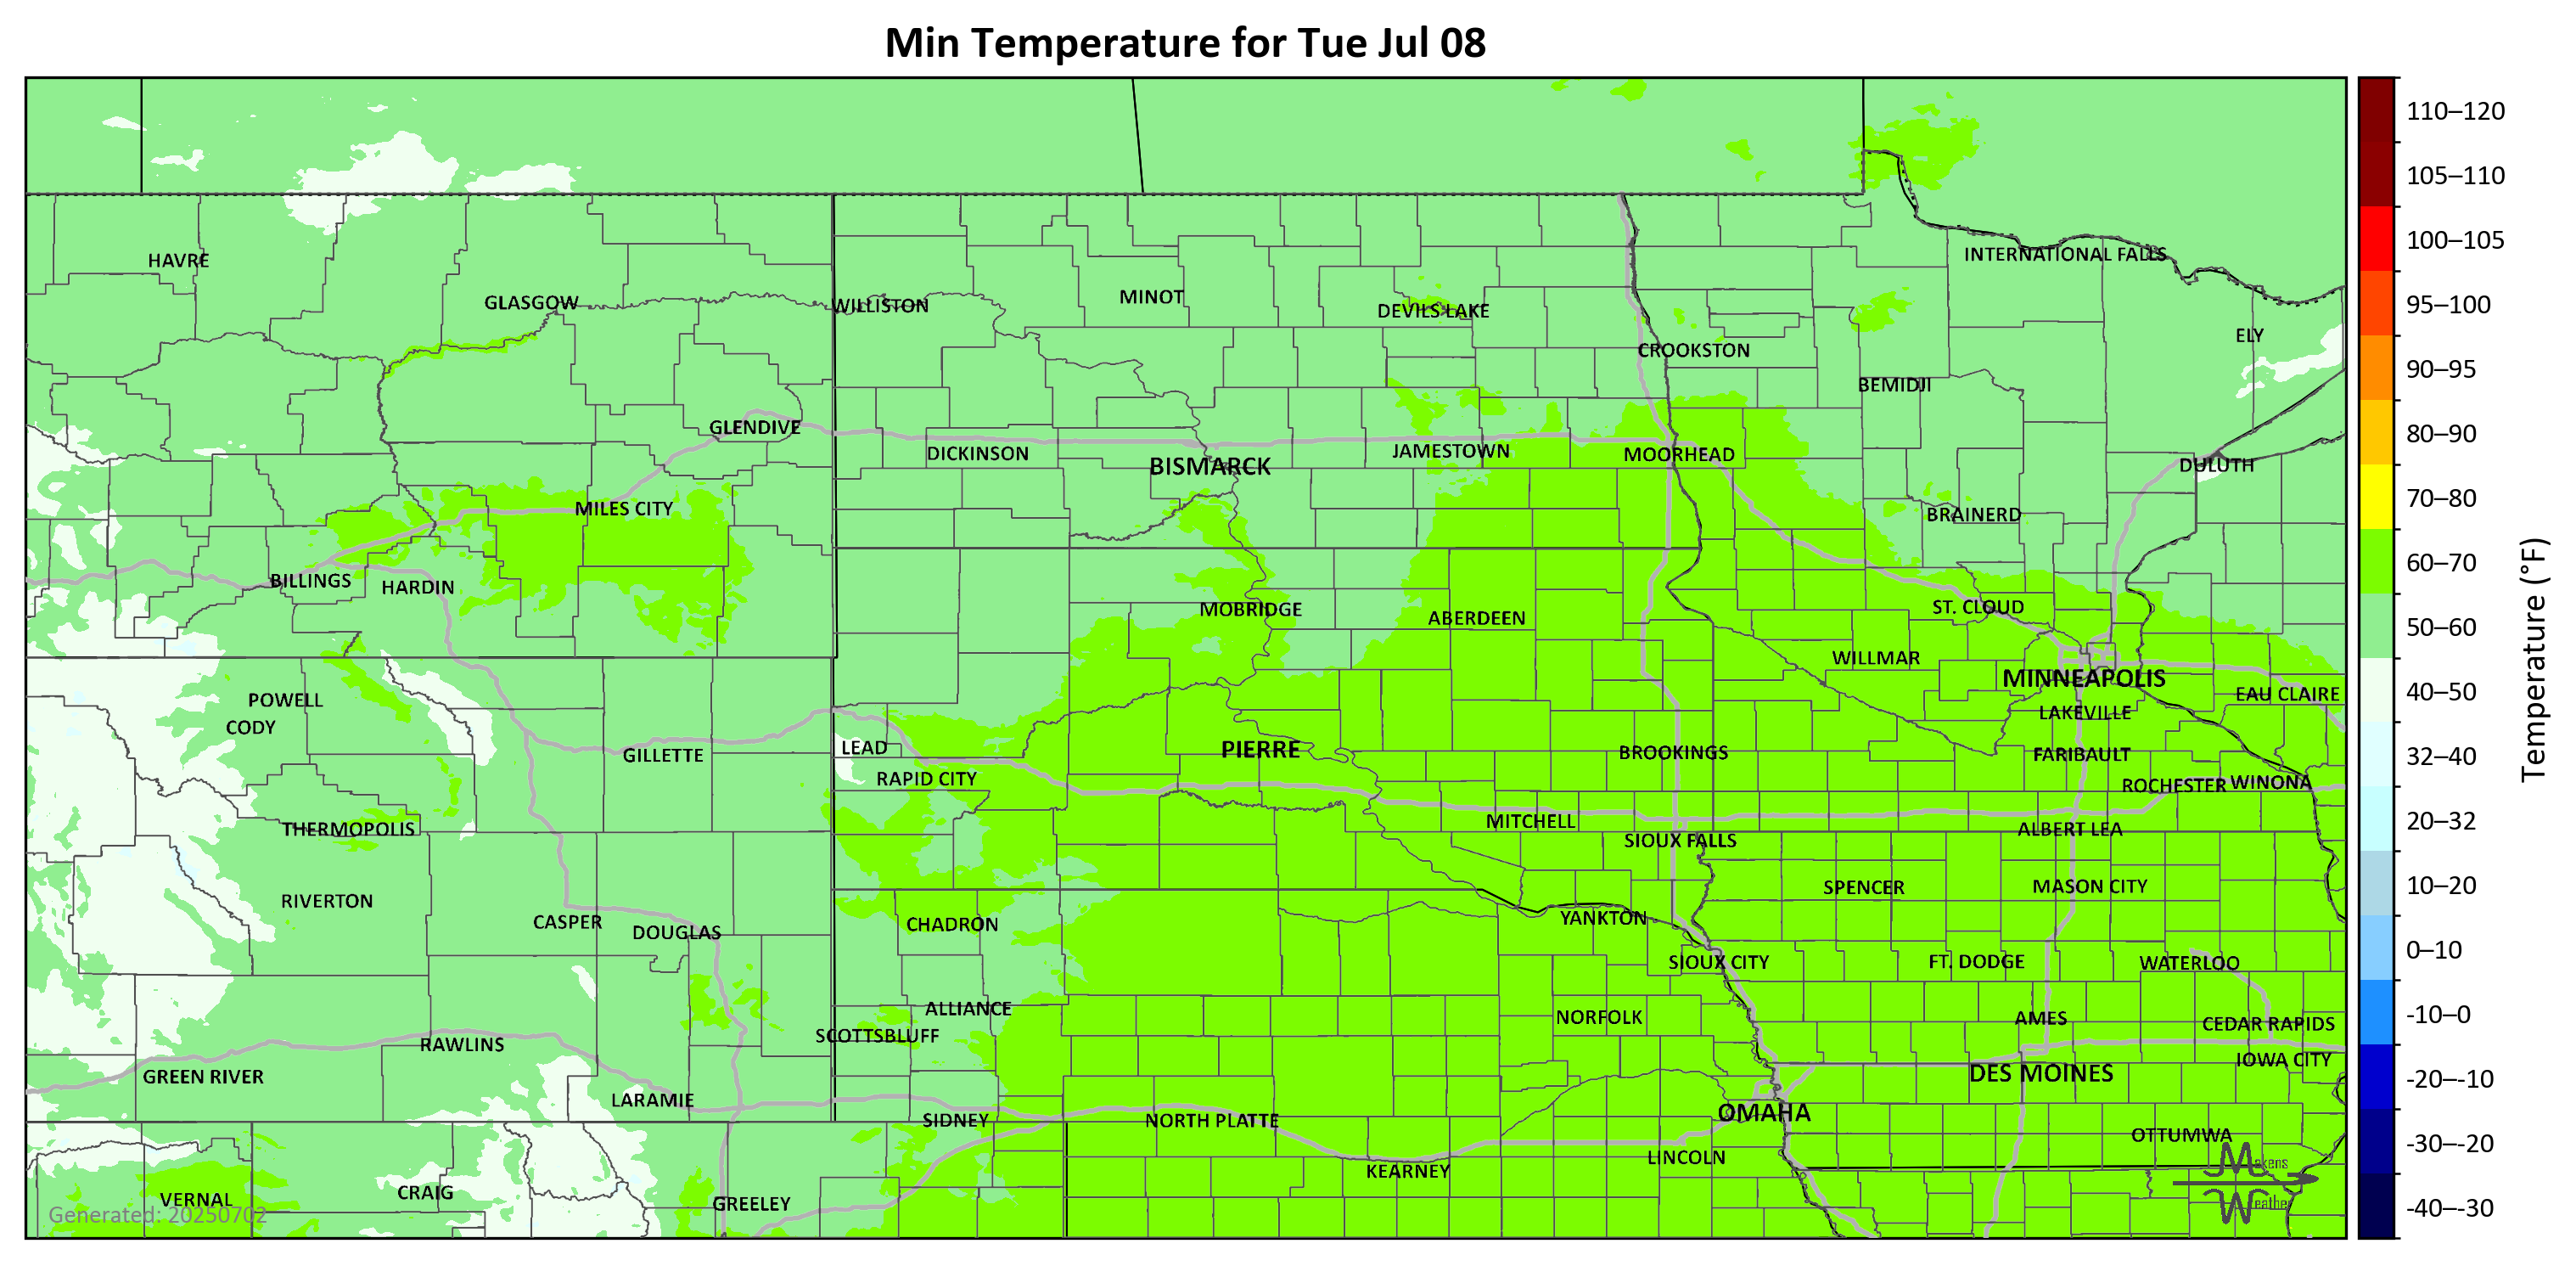 Min Temperature for Tue Jul 08
HAVRE
GLASGOW
WILLISTON
MINOT
DEVILS LAKE
INTERNATIONAL FALLS
ELY
CROOKSTON
BEMIDJI
GLENDIVE
DICKINSON
BISMARCK
JAMESTOWN
MOORHEAD
DULUTH
MILES CITY
BRAINERD
BILLINGS
HARDIN
MOBRIDGE
ABERDEEN
ST. CLOUD
WILLMAR
MINNEAPOLIS
EAU CLAIRE
POWELL
CODY
LAKEVILLE
GILLETTE
LEAD
PIERRE
BROOKINGS
FARIBAULT
RAPID CITY
ROCHESTER
WINONA
THERMOPOLIS
MITCHELL
SIOUX FALLS
ALBERT LEA
RIVERTON
SPENCER
MASON CITY
CASPER
DOUGLAS
CHADRON
YANKTON
SIOUX CITY
FT. DODGE
WATERLOO
ALLIANCE
SCOTTSBLUFF
NORFOLK
AMES
CEDAR RAPIDS
RAWLINS
IOWA CITY
GREEN RIVER
DES MOINES
LARAMIE
SIDNEY
NORTH PLATTE
OMAHA
OTTUMWA
LINCOLN
KEARNEY
VERNAL
CRAIG
GREELEY
Generated: 20250702
Makens
Weather
110–120
105–110
100–105
95–100
90–95
80–90
70–80
60–70
50–60
40–50
32–40
20–32
10–20
0–10
-10–0
-20–-10
-30–-20
-40–-30
Temperature (°F)